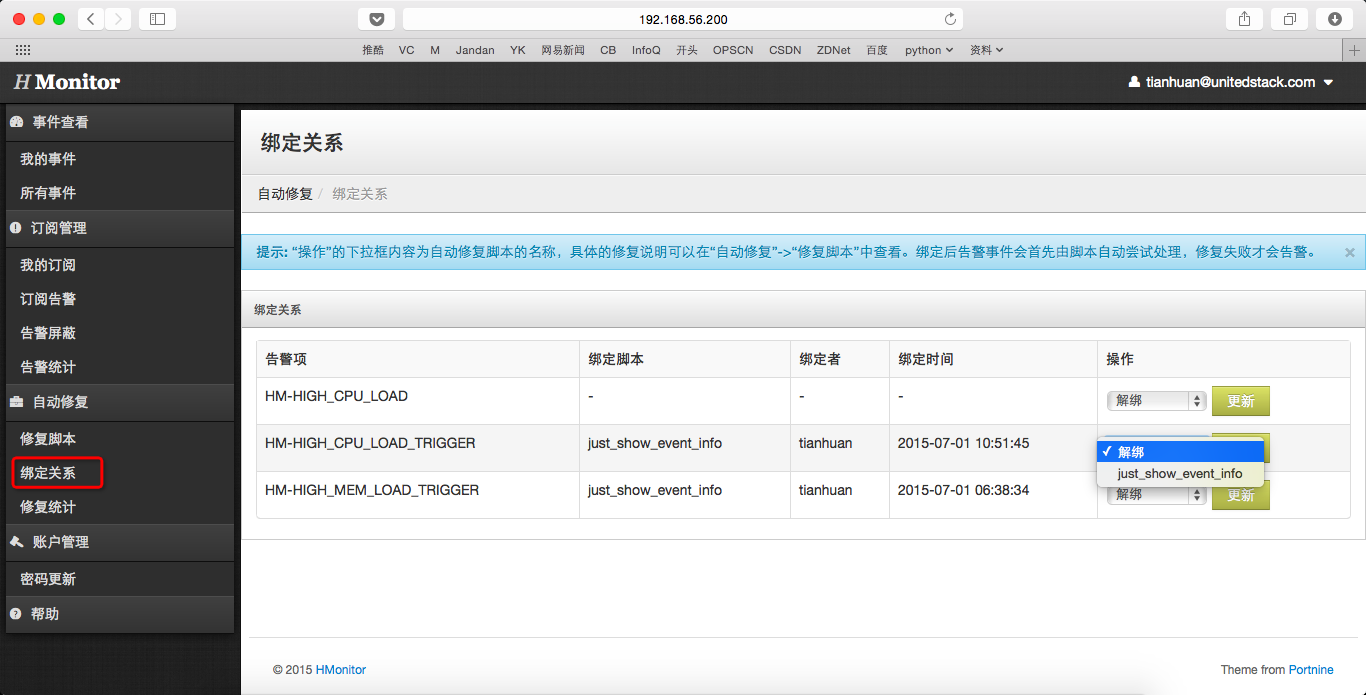 192.168.56.200
推酷 VC M Jandan YK 网易新闻 CB InfoQ 开头 OPSCN CSDN ZDNet 百度 python 资料
H Monitor
tianhuan@unitedstack.com
事件查看
我的事件
所有事件
订阅管理
我的订阅
订阅告警
告警屏蔽
告警统计
自动修复
修复脚本
绑定关系
修复统计
账户管理
密码更新
帮助
绑定关系
自动修复 / 绑定关系
提示: “操作”的下拉框内容为自动修复脚本的名称，具体的修复说明可以在“自动修复”->“修复脚本”中查看。绑定后告警事件会首先由脚本自动尝试处理，修复失败才会告警。 ×
绑定关系
告警项 绑定脚本 绑定者 绑定时间 操作
HM-HIGH_CPU_LOAD - - - 解绑 更新
HM-HIGH_CPU_LOAD_TRIGGER just_show_event_info tianhuan 2015-07-01 10:51:45
✓ 解绑
just_show_event_info
HM-HIGH_MEM_LOAD_TRIGGER just_show_event_info tianhuan 2015-07-01 06:38:34 解绑 更新
© 2015 HMonitor
Theme from Portnine